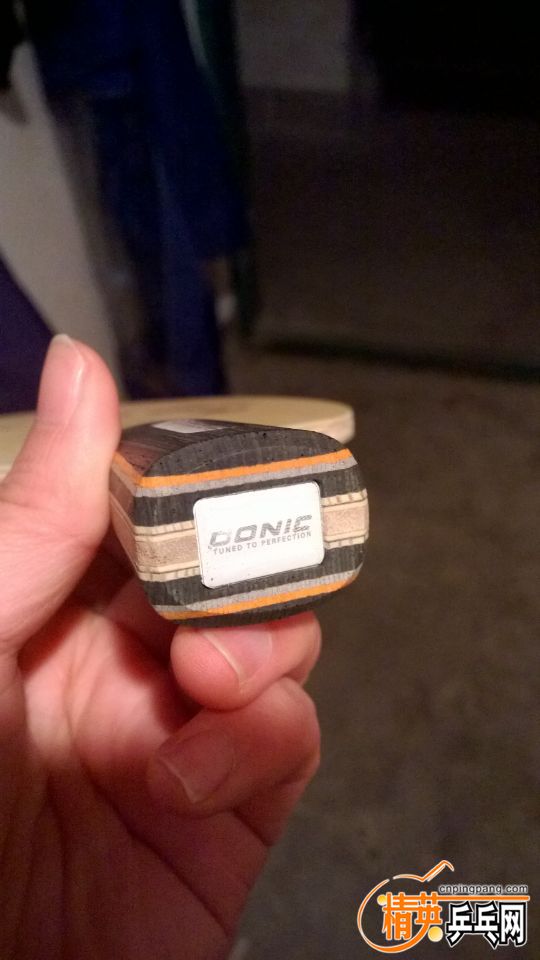 DONIC
TUNED TO PERFECTION
cnpingpang.com
精英乒乓网